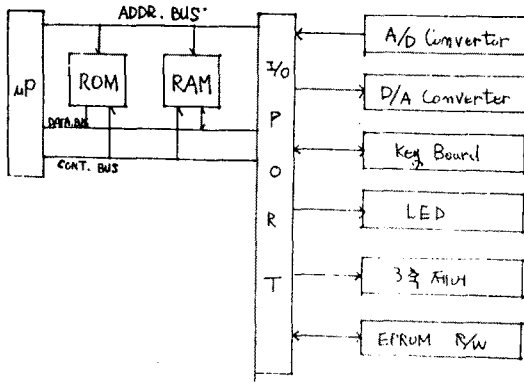 ADDR. BUS
μP
ROM
RAM
DATA.BUS
CONT. BUS
I/O
P
O
R
T
A/D Convertor
D/A Converter
Key Board
LED
3축 제어
EPROM R/W